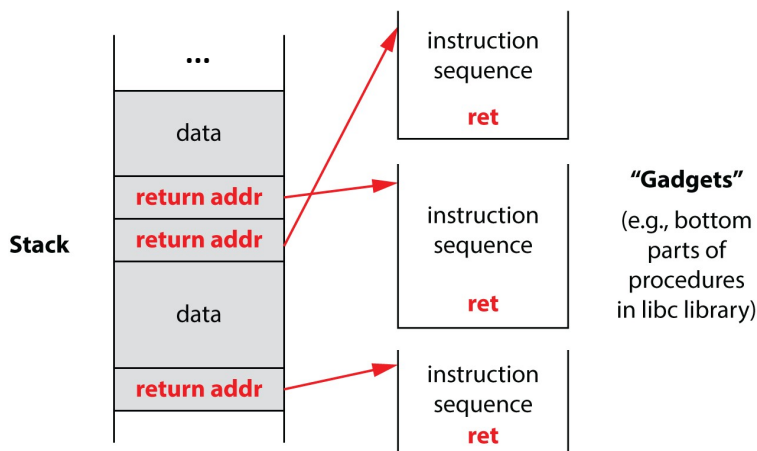 ...
data
return addr
return addr
Stack
data
return addr
instruction
sequence
ret
instruction
sequence
ret
instruction
sequence
ret
“Gadgets”
(e.g., bottom
parts of
procedures
in libc library)